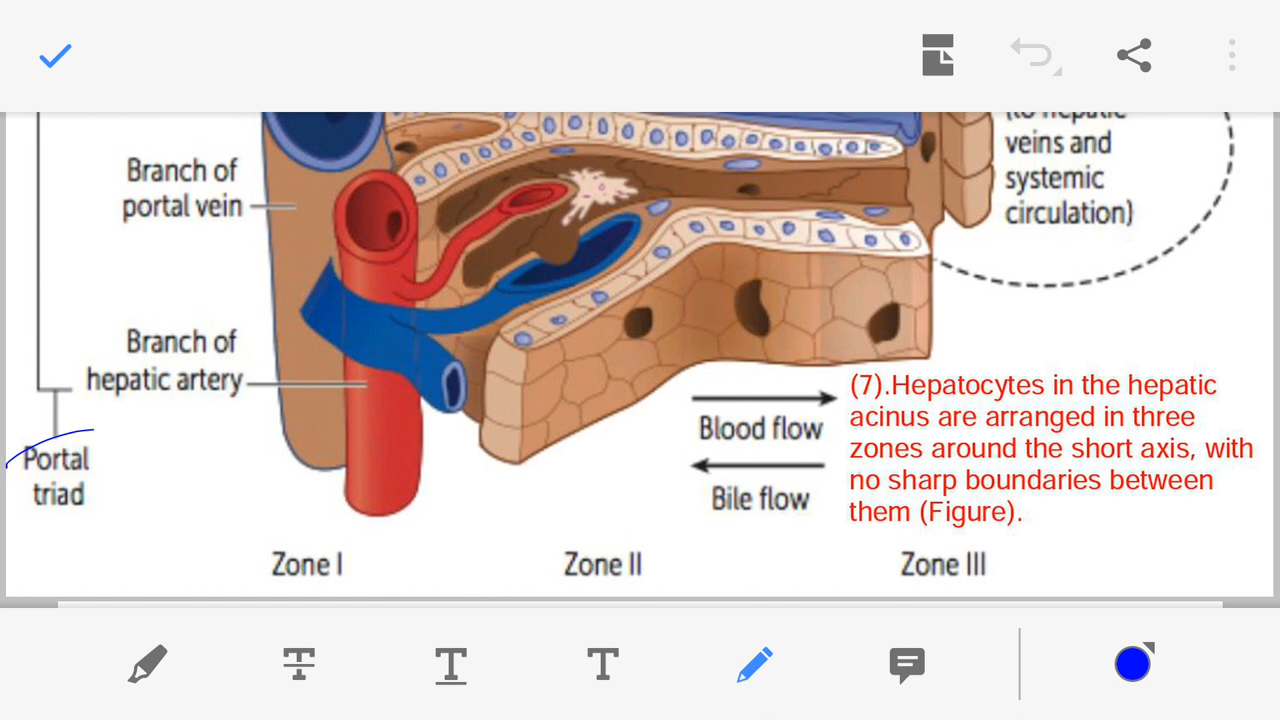 (to hepatic
veins and
systemic
circulation)
Branch of
portal vein
Branch of
hepatic artery
Portal
triad
Blood flow
Bile flow
(7).Hepatocytes in the hepatic
acinus are arranged in three
zones around the short axis, with
no sharp boundaries between
them (Figure).
Zone I
Zone II
Zone III